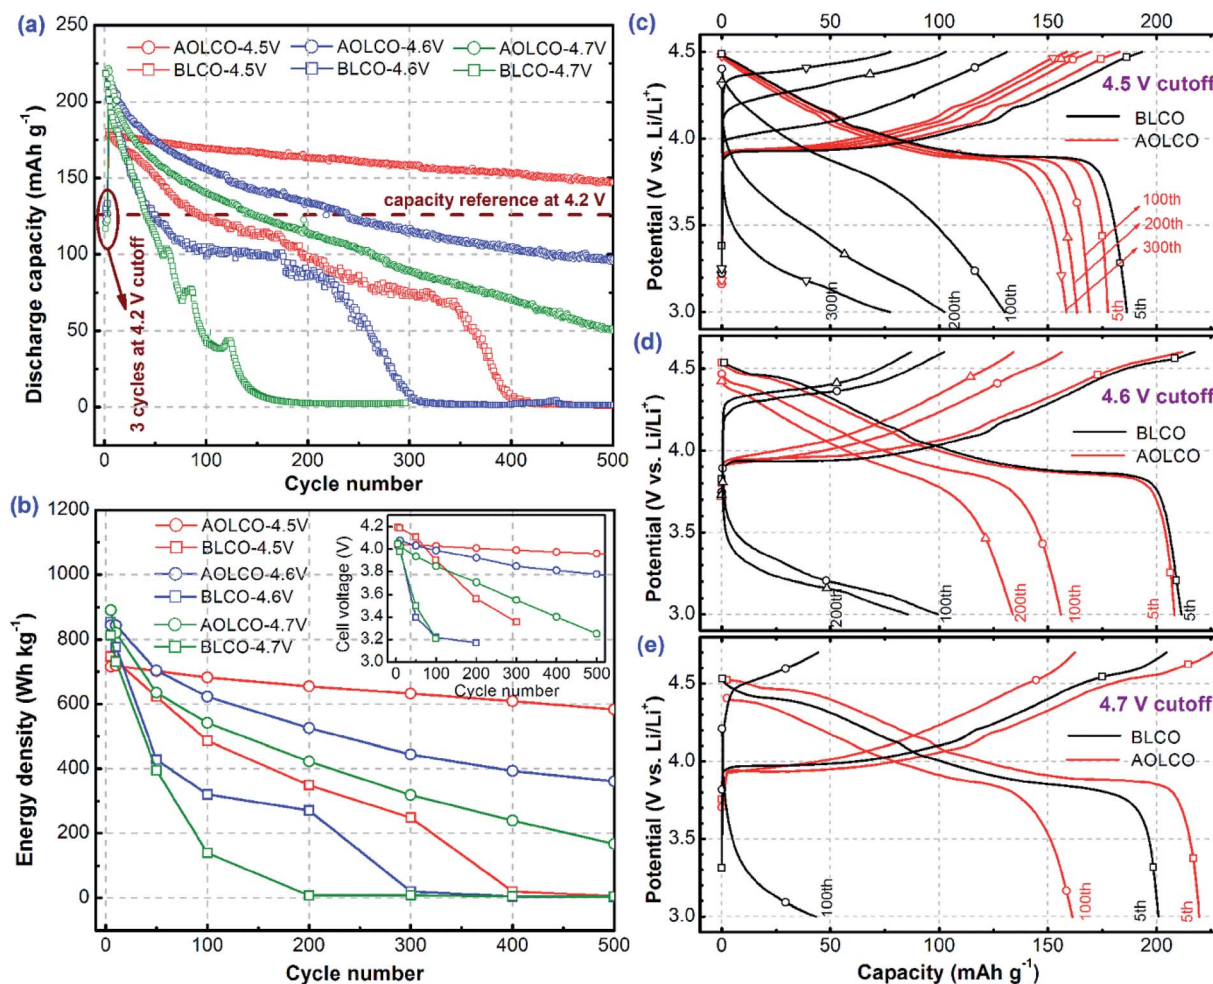 (a)
250
200
150
100
50
0
Discharge capacity (mAh g⁻¹)
AOLCO-4.5V
BLCO-4.5V
AOLCO-4.6V
BLCO-4.6V
AOLCO-4.7V
BLCO-4.7V
capacity reference at 4.2 V
3 cycles at 4.2 V cutoff
0 100 200 300 400 500
Cycle number
(b)
1200
1000
800
600
400
200
0
Energy density (Wh kg⁻¹)
AOLCO-4.5V
BLCO-4.5V
AOLCO-4.6V
BLCO-4.6V
AOLCO-4.7V
BLCO-4.7V
4.2
4.0
3.8
3.6
3.4
3.2
3.0
Cell voltage (V)
0 100 200 300 400 500
Cycle number
0 100 200 300 400 500
Cycle number
(c)
0 50 100 150 200
4.5
4.0
3.5
3.0
Potential (V vs. Li/Li⁺)
4.5 V cutoff
BLCO
AOLCO
100th
200th
300th
300th
200th
100th
5th
5th
(d)
4.5
4.0
3.5
3.0
Potential (V vs. Li/Li⁺)
4.6 V cutoff
BLCO
AOLCO
200th
100th
200th
100th
5th
5th
(e)
4.5
4.0
3.5
3.0
Potential (V vs. Li/Li⁺)
4.7 V cutoff
BLCO
AOLCO
100th
100th
5th
5th
0 50 100 150 200
Capacity (mAh g⁻¹)